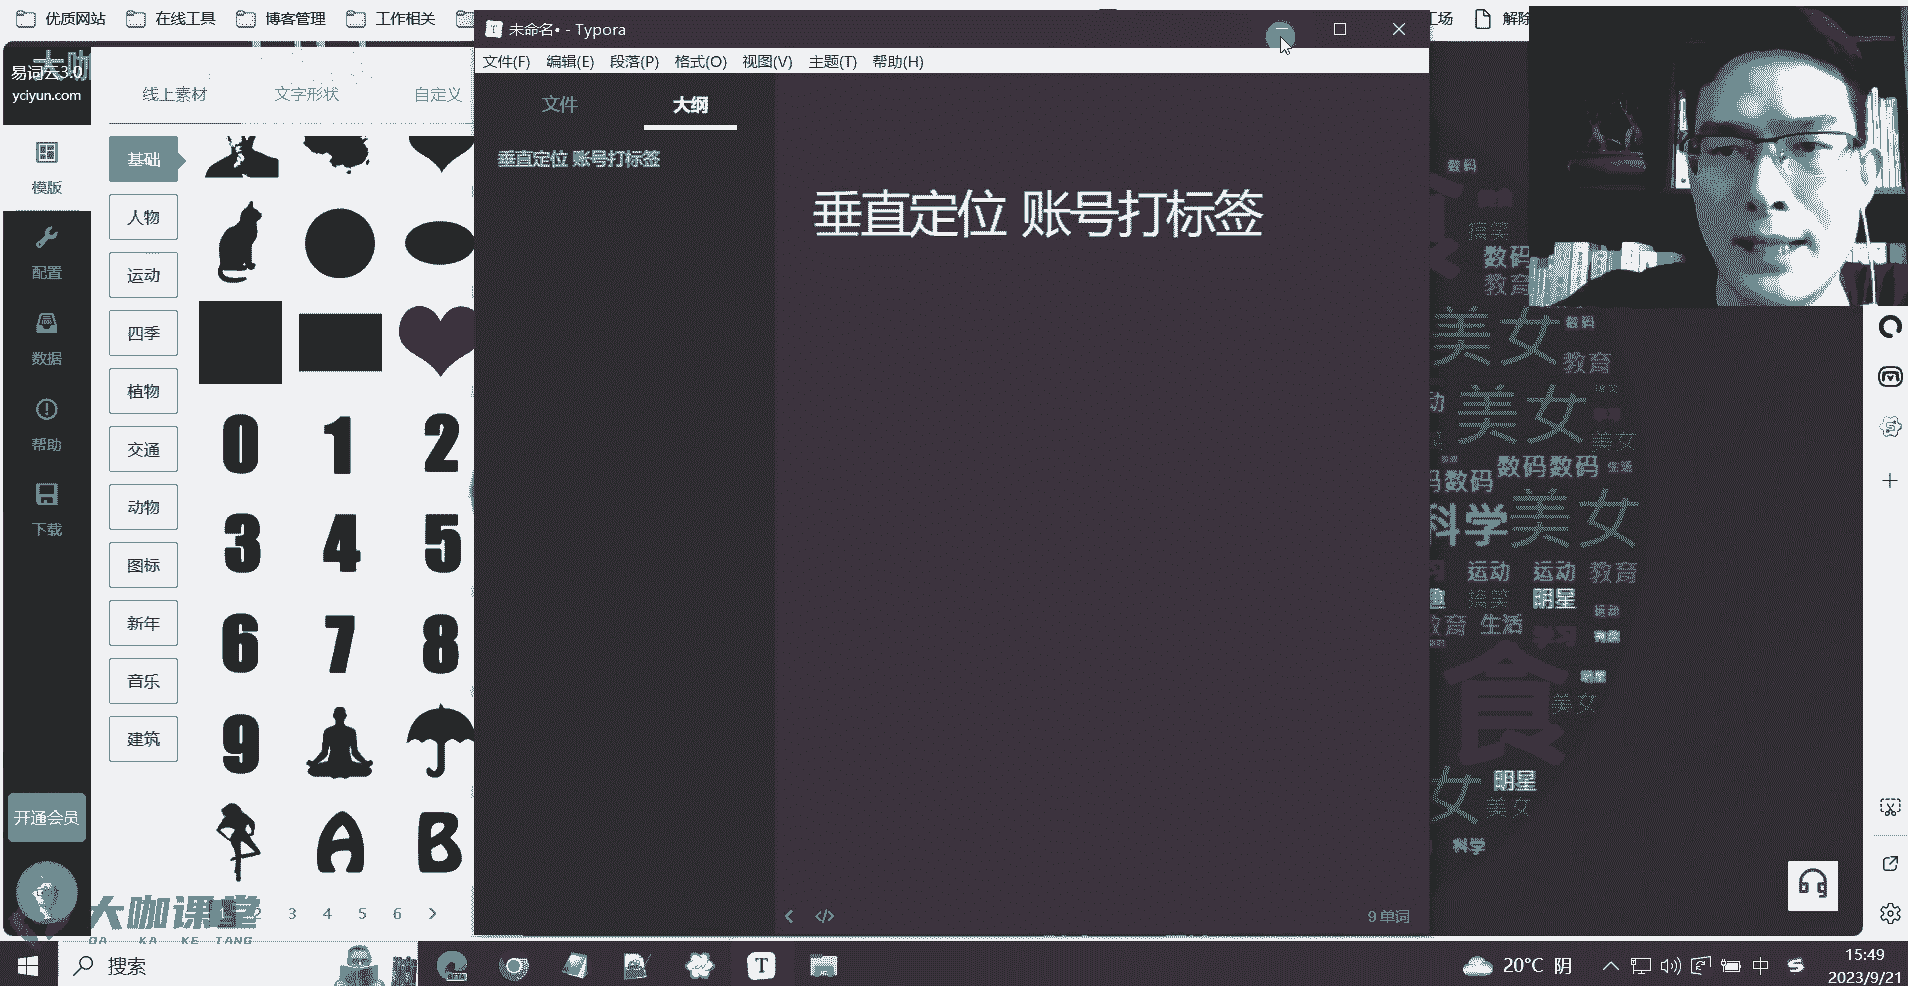 优质网站
在线工具
博客管理
工作相关
未命名• - Typora
工场
解除
文件(F) 编辑(E) 段落(P) 格式(O) 视图(V) 主题(T) 帮助(H)
易词云3.0
yciyun.com
大咖
线上素材
文字形状
自定义
文件
大纲
垂直定位 账号打标签
垂直定位 账号打标签
模版
配置
数据
帮助
下载
开通会员
基础
人物
运动
四季
植物
交通
动物
图标
新年
音乐
建筑
0 1 2
3 4 5
6 7 8
9
A B
2 3 4 5 6
大咖课堂
DA KA KE TANG
9 单词
数码
搞笑
数码
教育
美女 数码
教育
动 美女
美女
数码 数码数码 生活
科学 美女
运动 运动 教育
搞笑 明星
运动
教育 生活
食
美女
女 明星
美女
科学
搜索
T
BETA
20°C 阴
中
15:49
2023/9/21